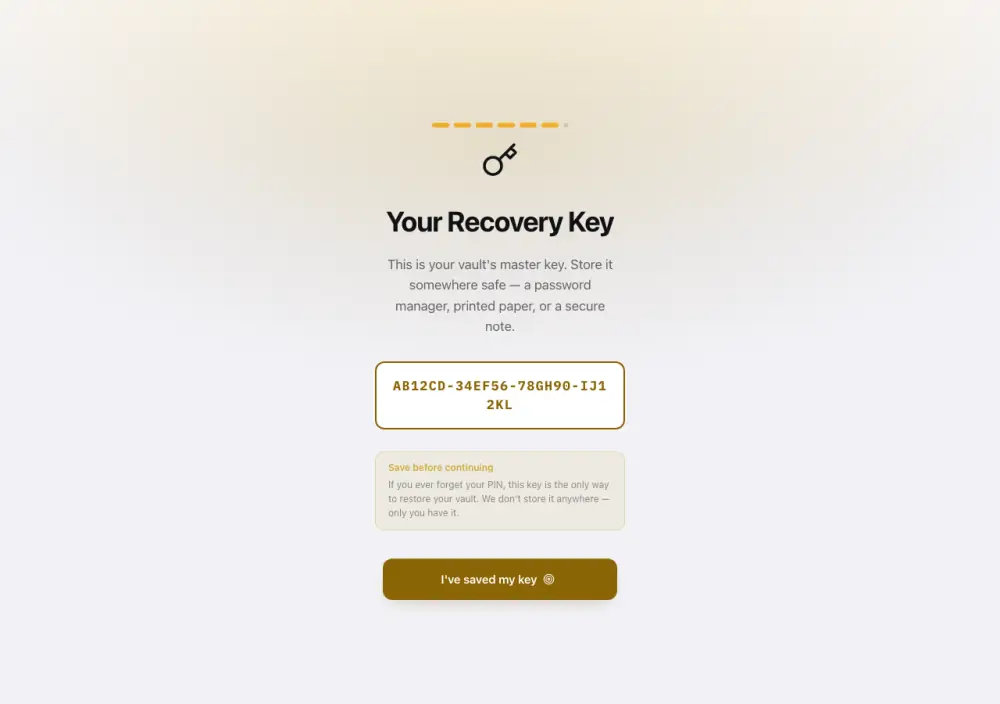 Your Recovery Key
This is your vault's master key. Store it
somewhere safe — a password
manager, printed paper, or a secure
note.
AB12CD-34EF56-78GH90-IJ1
2KL
Save before continuing
If you ever forget your PIN, this key is the only way
to restore your vault. We don't store it anywhere —
only you have it.
I've saved my key